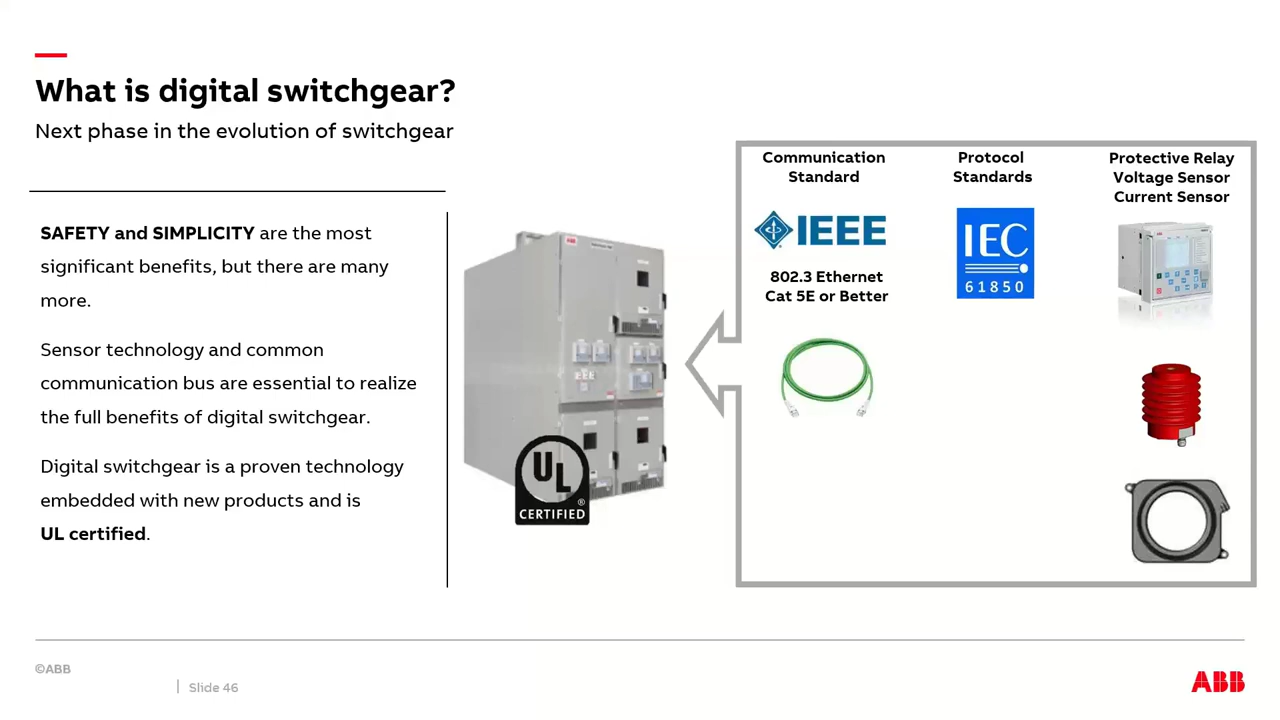 What is digital switchgear?
Next phase in the evolution of switchgear
SAFETY and SIMPLICITY are the most
significant benefits, but there are many
more.
Sensor technology and common
communication bus are essential to realize
the full benefits of digital switchgear.
Digital switchgear is a proven technology
embedded with new products and is
UL certified.
ABB
UL
®
CERTIFIED
Communication
Standard
IEEE
802.3 Ethernet
Cat 5E or Better
Protocol
Standards
IEC
61850
Protective Relay
Voltage Sensor
Current Sensor
©ABB
Slide 46
ABB